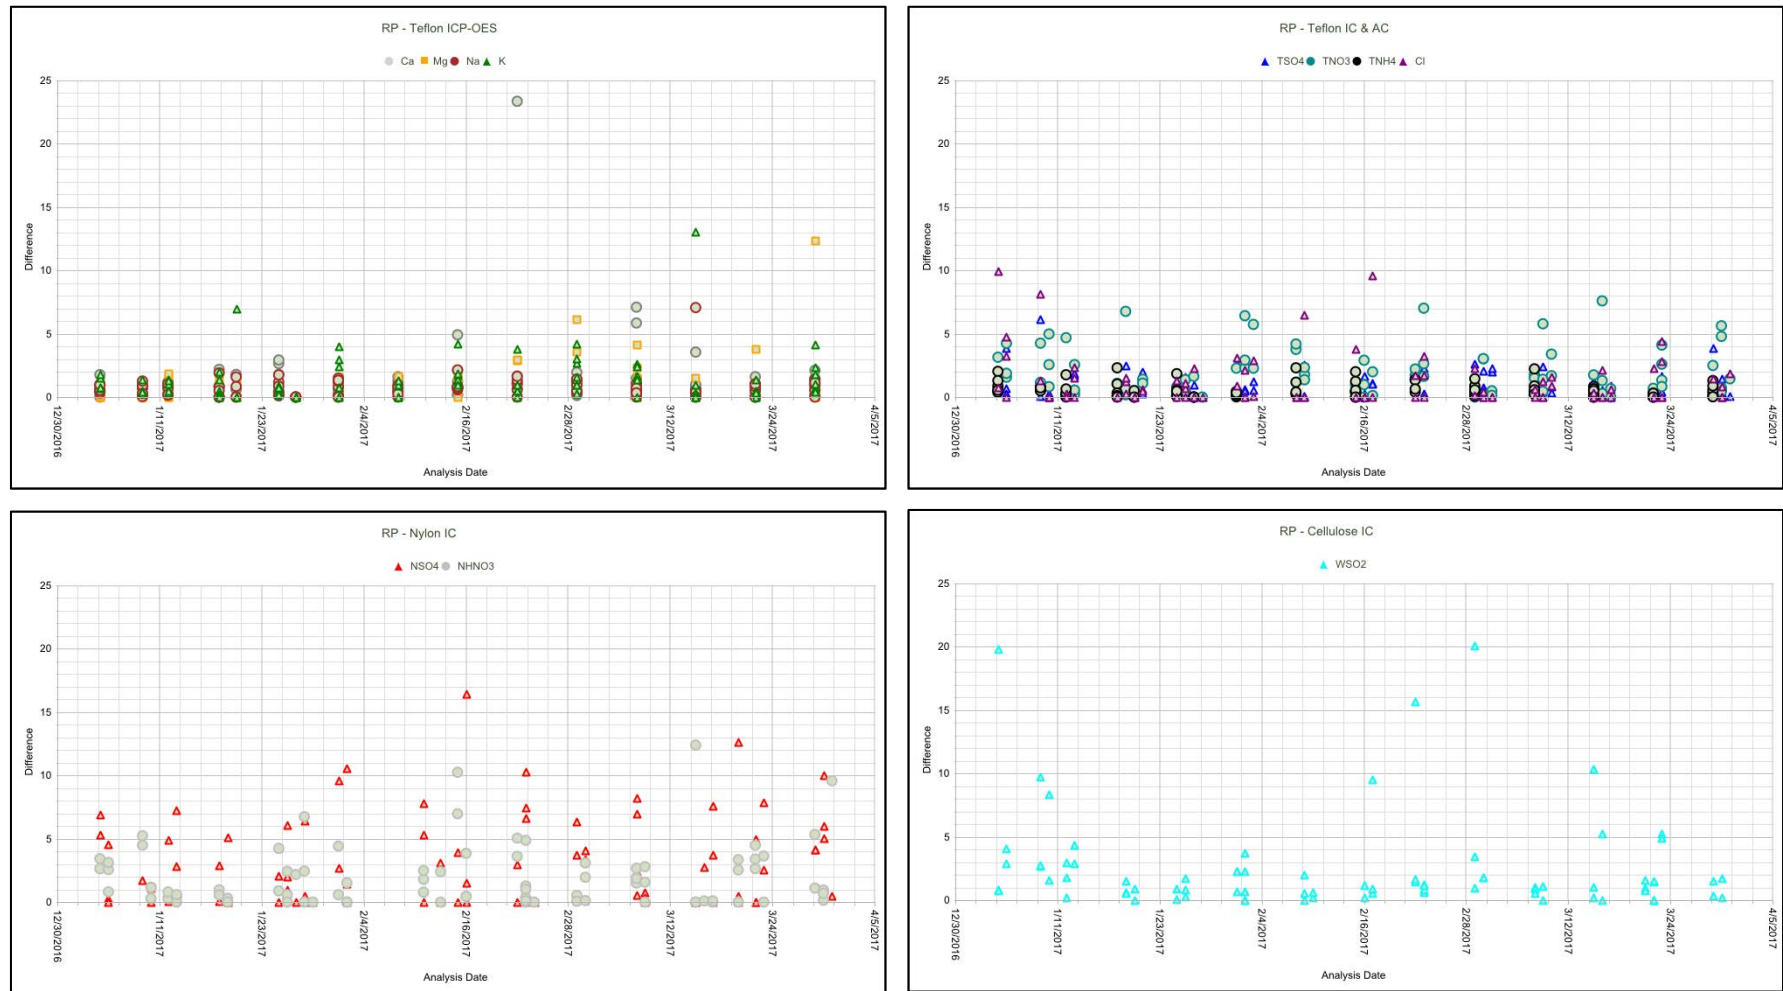 RP - Teflon ICP-OES
Ca Mg Na K
25
20
15
10
5
0
Difference
12/30/2016 1/11/2017 1/23/2017 2/4/2017 2/16/2016 2/28/2017 3/12/2017 3/24/2017 4/5/2017
Analysis Date
RP - Teflon IC & AC
TSO4 TNO3 TNH4 Cl
25
20
15
10
5
0
Difference
12/30/2016 1/11/2017 1/23/2017 2/4/2017 2/16/2017 2/28/2017 3/12/2017 3/24/2017 4/5/2017
Analysis Date
RP - Nylon IC
NSO4 NHNO3
25
20
15
10
5
0
Difference
12/30/2016 1/11/2017 1/23/2017 2/4/2017 2/16/2017 2/28/2017 3/12/2017 3/24/2017 4/5/2017
Analysis Date
RP - Cellulose IC
WSO2
25
20
15
10
5
0
Difference
12/30/2016 1/11/2017 1/23/2017 2/4/2017 2/16/2017 2/28/2017 3/12/2017 3/24/2017 4/5/2017
Analysis Date